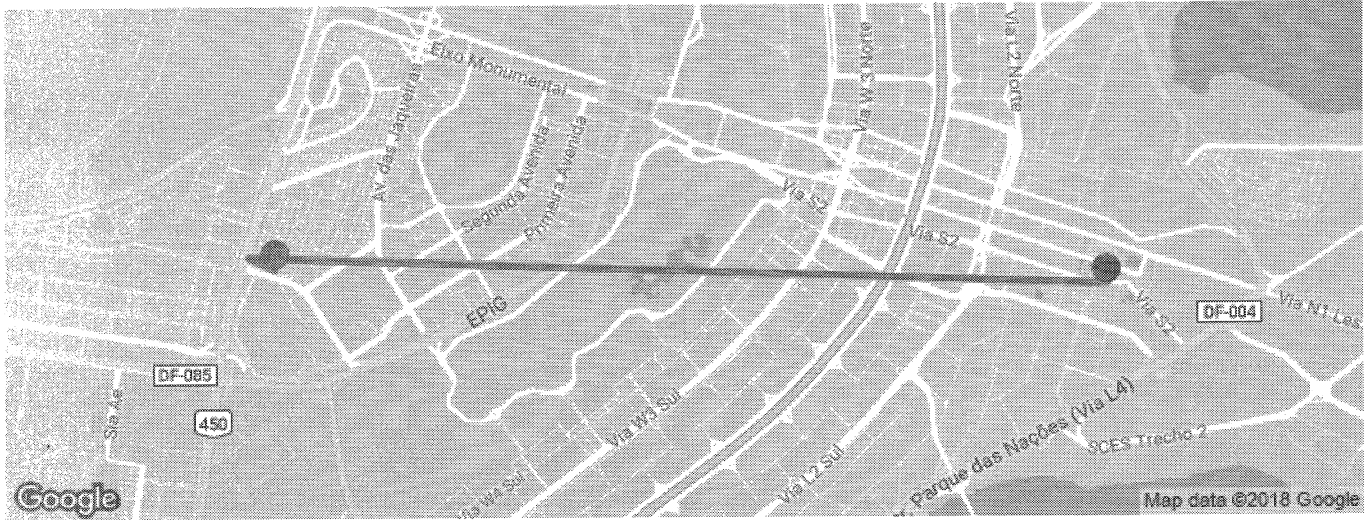 Eixo Monumental
Av. das Jaqueiras
Segunda Avenida
Primeira Avenida
Via W3 Norte
Via L2 Norte
Via S2
Via S2
EPIG
DF-004
Via S2
Via N1 Les
DF-085
450
Sia Ae
Via W3 Sul
Via W4 Sul
Via L2 Sul
Parque das Nações (Via L4)
SCES Trecho 2
Google
Map data ©2018 Google